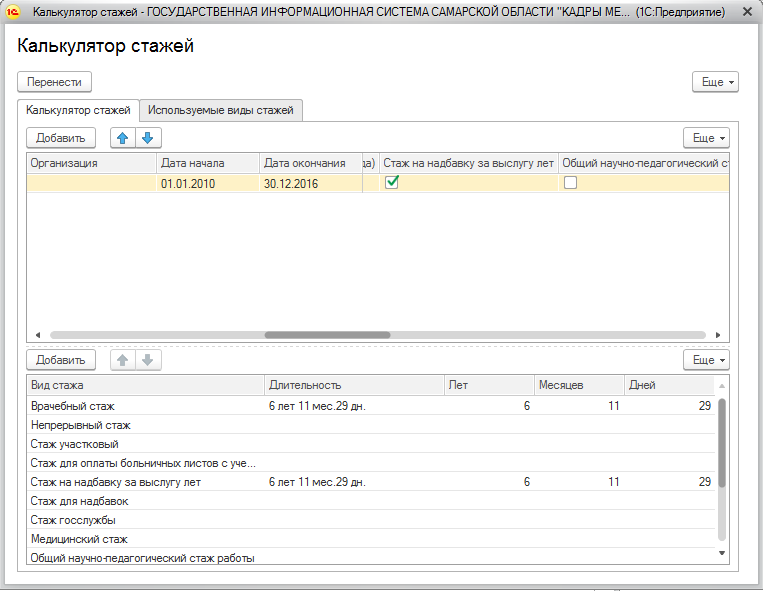 Калькулятор стажей - ГОСУДАРСТВЕННАЯ ИНФОРМАЦИОННАЯ СИСТЕМА САМАРСКОЙ ОБЛАСТИ "КАДРЫ МЕ... (1С:Предприятие)
Калькулятор стажей
Перенести Еще
Калькулятор стажей Используемые виды стажей
Добавить Еще
Организация Дата начала Дата окончания да) Стаж на надбавку за выслугу лет Общий научно-педагогический ст
01.01.2010 30.12.2016
Добавить Еще
Вид стажа Длительность Лет Месяцев Дней
Врачебный стаж 6 лет 11 мес.29 дн. 6 11 29
Непрерывный стаж
Стаж участковый
Стаж для оплаты больничных листов с уче...
Стаж на надбавку за выслугу лет 6 лет 11 мес.29 дн. 6 11 29
Стаж для надбавок
Стаж госслужбы
Медицинский стаж
Общий научно-педагогический стаж работы